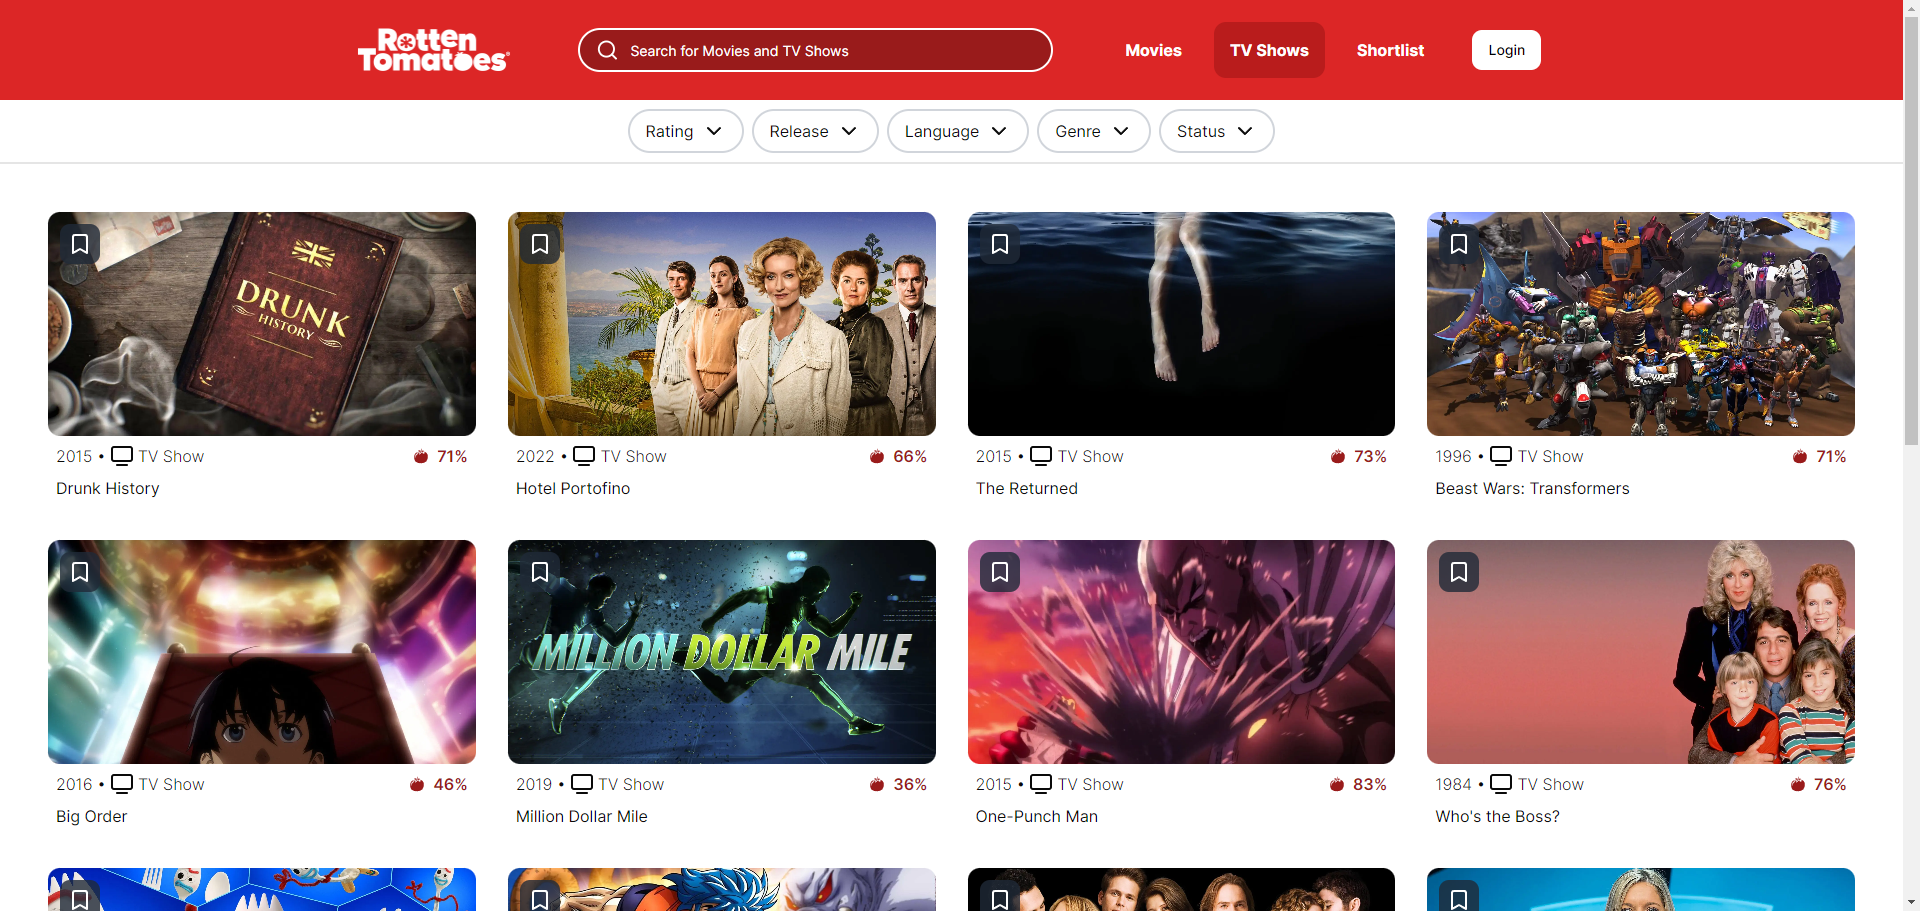 Rotten
Tomatoes
Search for Movies and TV Shows
Movies
TV Shows
Shortlist
Login
Rating
Release
Language
Genre
Status
DRUNK
HISTORY
2015 • TV Show 71%
Drunk History
2022 • TV Show 66%
Hotel Portofino
2015 • TV Show 73%
The Returned
1996 • TV Show 71%
Beast Wars: Transformers
MILLION DOLLAR MILE
2016 • TV Show 46%
Big Order
2019 • TV Show 36%
Million Dollar Mile
2015 • TV Show 83%
One-Punch Man
1984 • TV Show 76%
Who's the Boss?